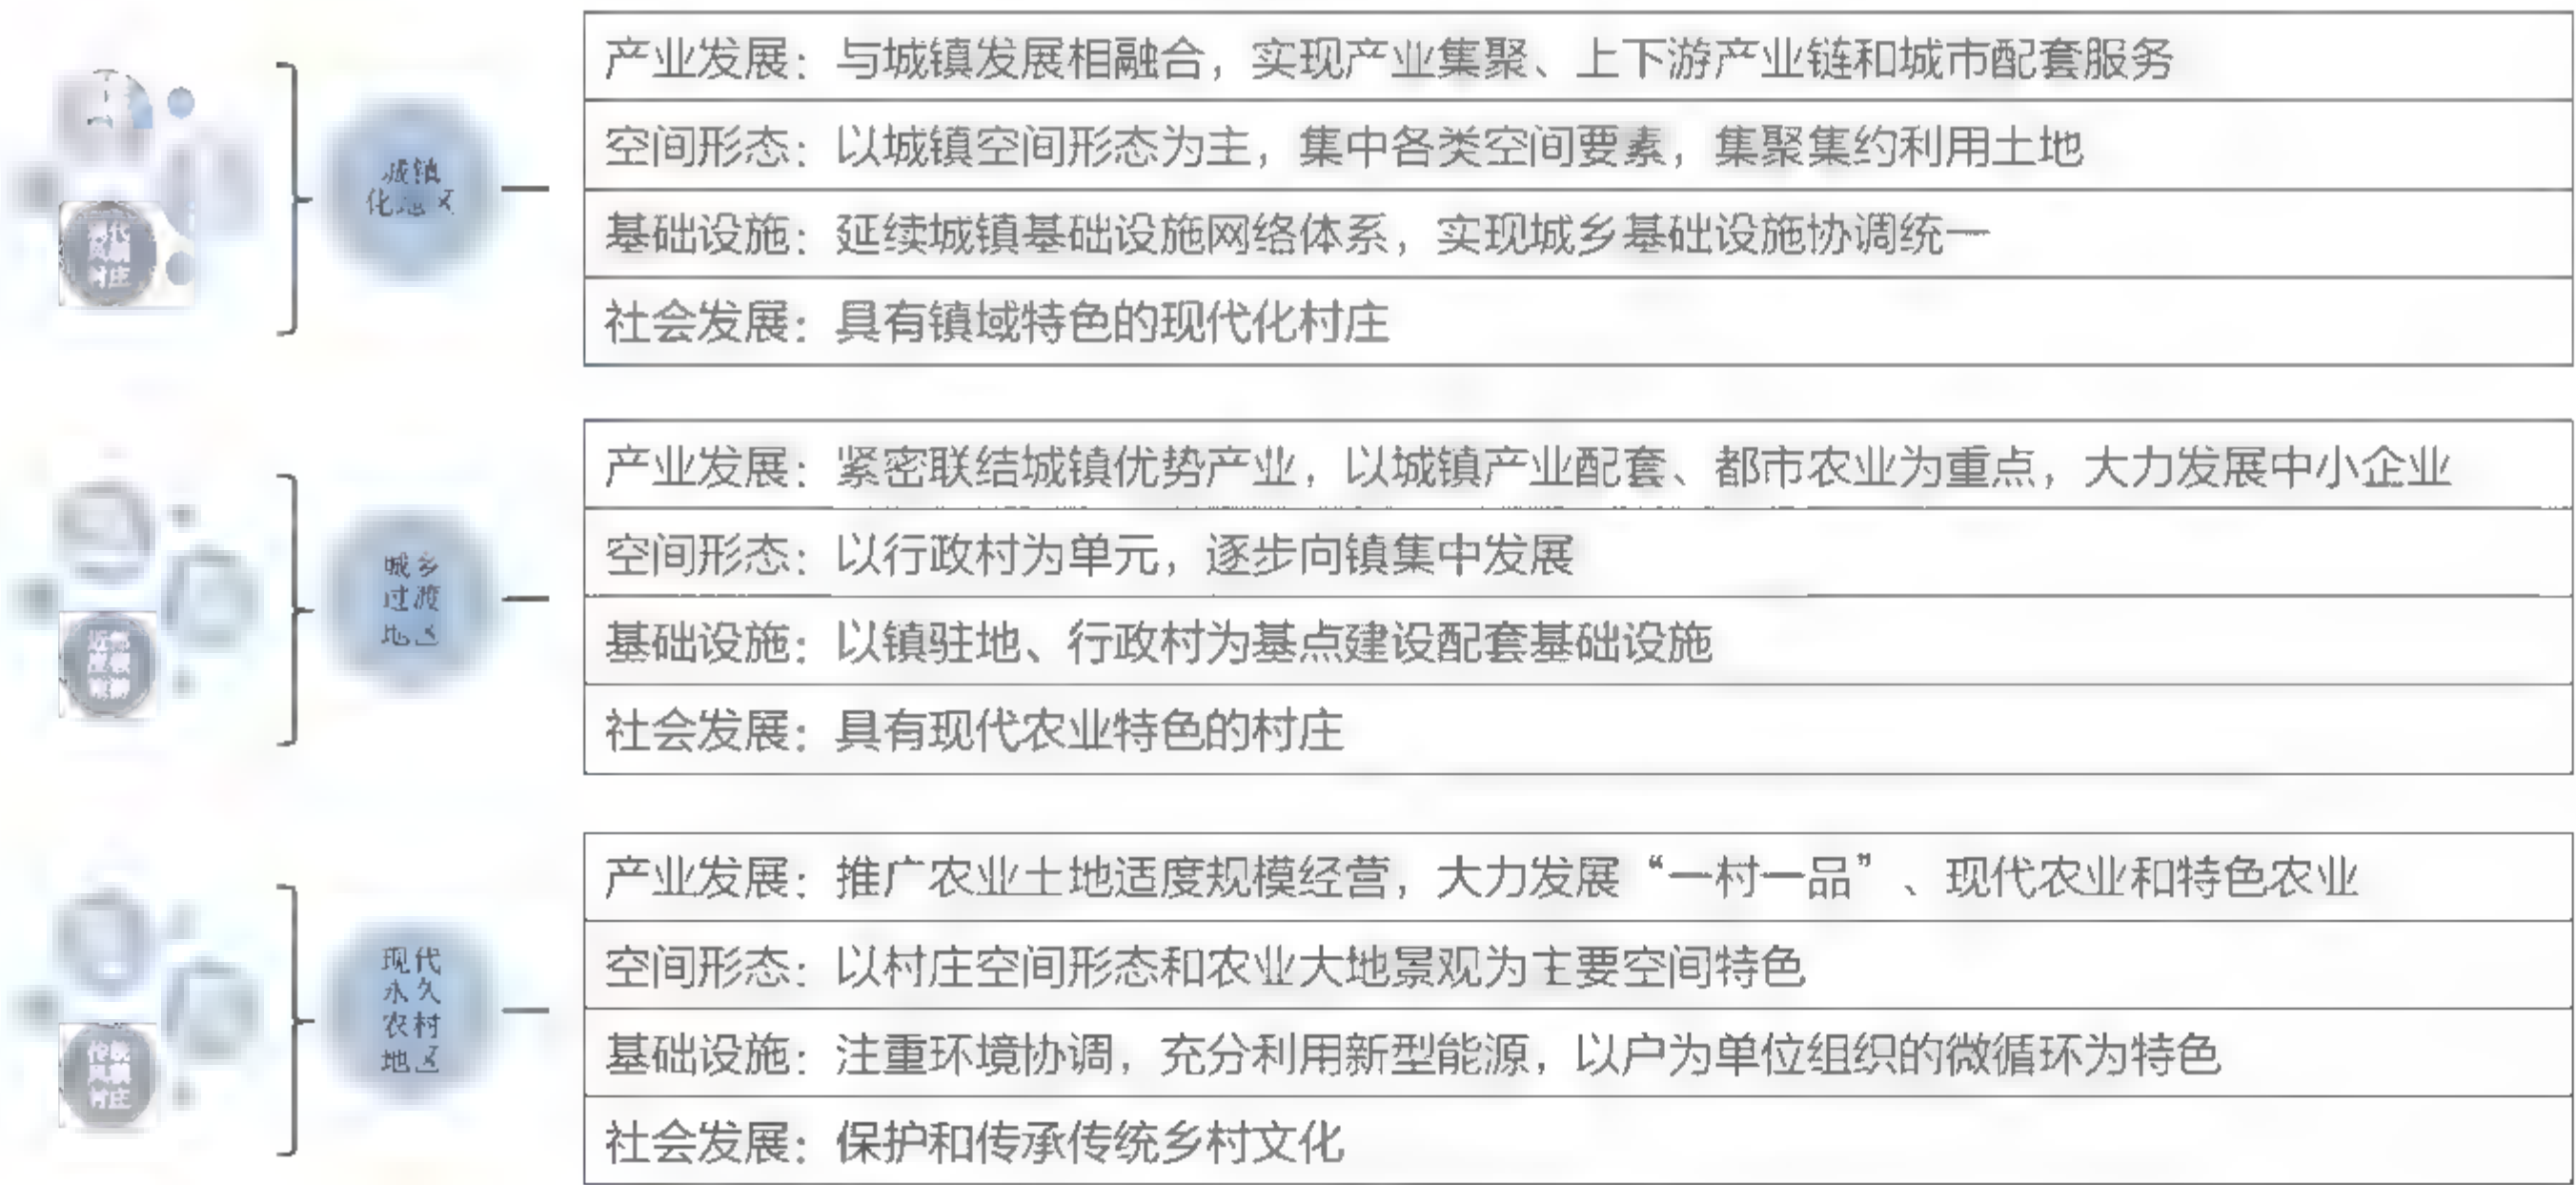 城镇
化地区
产业发展：与城镇发展相融合，实现产业集聚、上下游产业链和城市配套服务
空间形态：以城镇空间形态为主，集中各类空间要素，集聚集约利用土地
基础设施：延续城镇基础设施网络体系，实现城乡基础设施协调统一
社会发展：具有镇域特色的现代化村庄
城乡
过渡
地区
产业发展：紧密联结城镇优势产业，以城镇产业配套、都市农业为重点，大力发展中小企业
空间形态：以行政村为单元，逐步向镇集中发展
基础设施：以镇驻地、行政村为基点建设配套基础设施
社会发展：具有现代农业特色的村庄
传统
村庄
现代
永久
农村
地区
产业发展：推广农业土地适度规模经营，大力发展“一村一品”、现代农业和特色农业
空间形态：以村庄空间形态和农业大地景观为主要空间特色
基础设施：注重环境协调，充分利用新型能源，以户为单位组织的微循环为特色
社会发展：保护和传承传统乡村文化